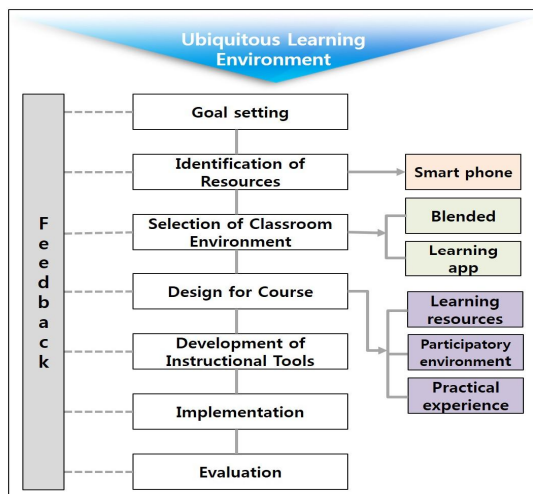 Ubiquitous Learning
Environment
Feedback
Goal setting
Identification of
Resources
Smart phone
Selection of Classroom
Environment
Blended
Learning
app
Design for Course
Learning
resources
Participatory
environment
Practical
experience
Development of
Instructional Tools
Implementation
Evaluation